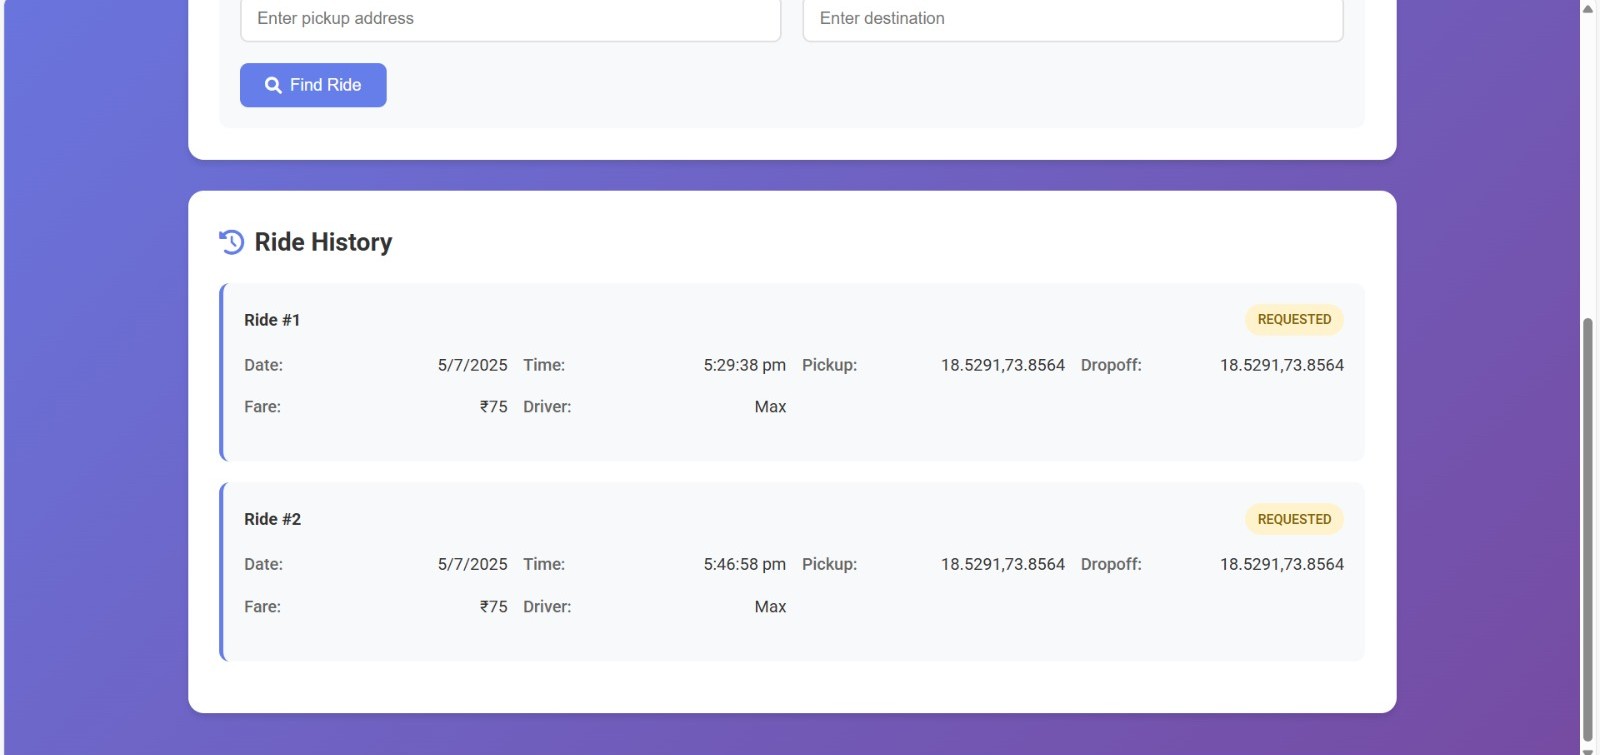 Enter pickup address Enter destination
Find Ride
Ride History
Ride #1 REQUESTED
Date: 5/7/2025 Time: 5:29:38 pm Pickup: 18.5291,73.8564 Dropoff: 18.5291,73.8564
Fare: ₹75 Driver: Max
Ride #2 REQUESTED
Date: 5/7/2025 Time: 5:46:58 pm Pickup: 18.5291,73.8564 Dropoff: 18.5291,73.8564
Fare: ₹75 Driver: Max